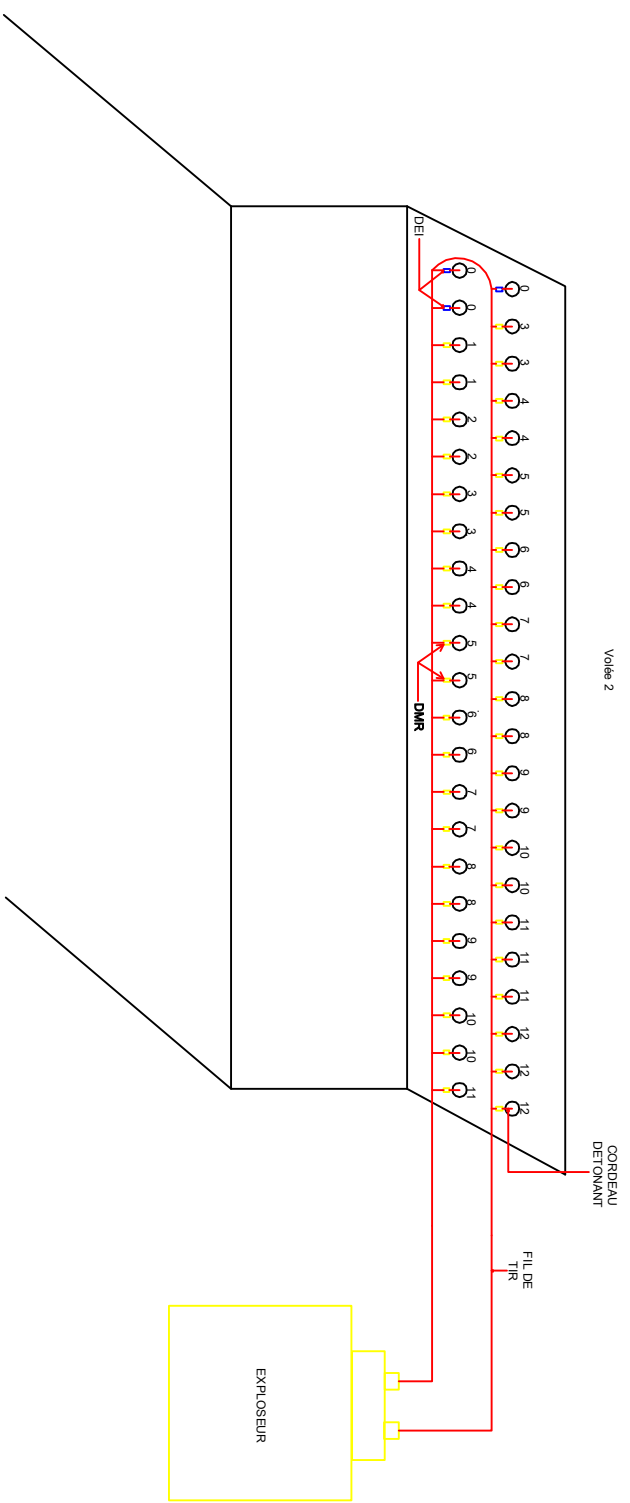 Volée 2
CORDEAU
DETONANT
FIL DE
TIR
0 3 3 4 4 5 5 6 6 7 7 8 8 9 9 10 10 11 11 11 12 12 12
0 0 1 1 2 2 3 3 4 4 5 5 6 6 7 7 8 8 9 9 10 10 11
DEI
DMR
EXPLOSEUR